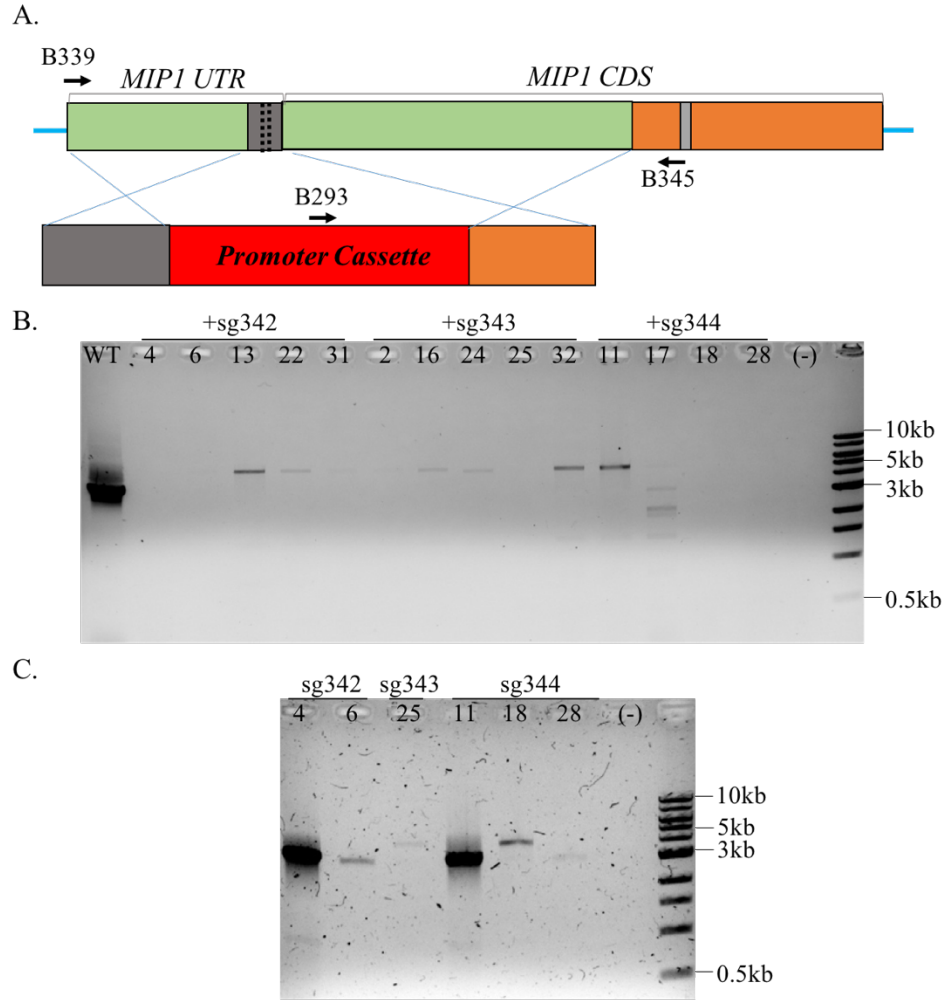 A.
B339
MIP1 UTR
MIP1 CDS
B345
B293
Promoter Cassette
B.
+sg342 +sg343 +sg344
WT 4 6 13 22 31 2 16 24 25 32 11 17 18 28 (-)
10kb
5kb
3kb
0.5kb
C.
sg342 sg343 sg344
4 6 25 11 18 28 (-)
10kb
5kb
3kb
0.5kb